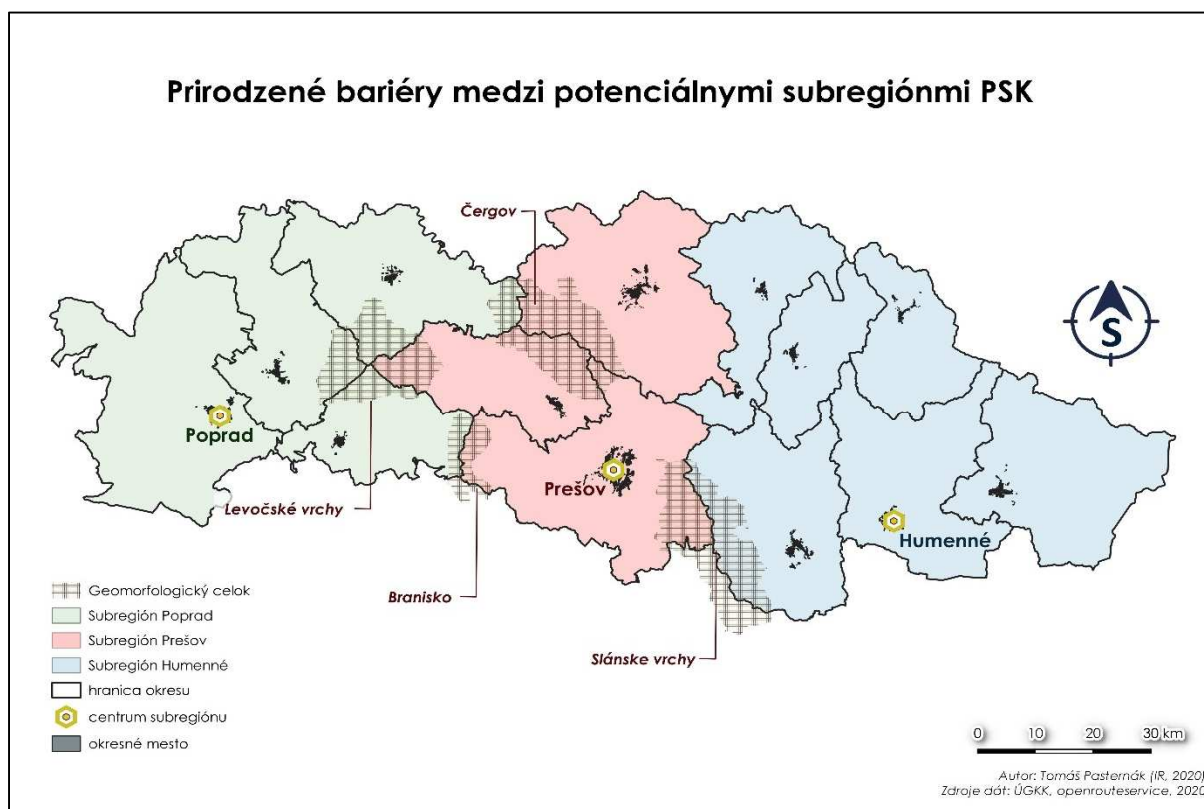 Prirodzené bariéry medzi potenciálnymi subregiónmi PSK
Čergov
S
Poprad
Prešov
Levočské vrchy
Humenné
Branisko
Slánske vrchy
Geomorfologický celok
Subregión Poprad
Subregión Prešov
Subregión Humenné
hranica okresu
centrum subregiónu
okresné mesto
0 10 20 30 km
Autor: Tomáš Pasternák (IR, 2020)
Zdroje dát: ÚGKK, openrouteservice, 2020